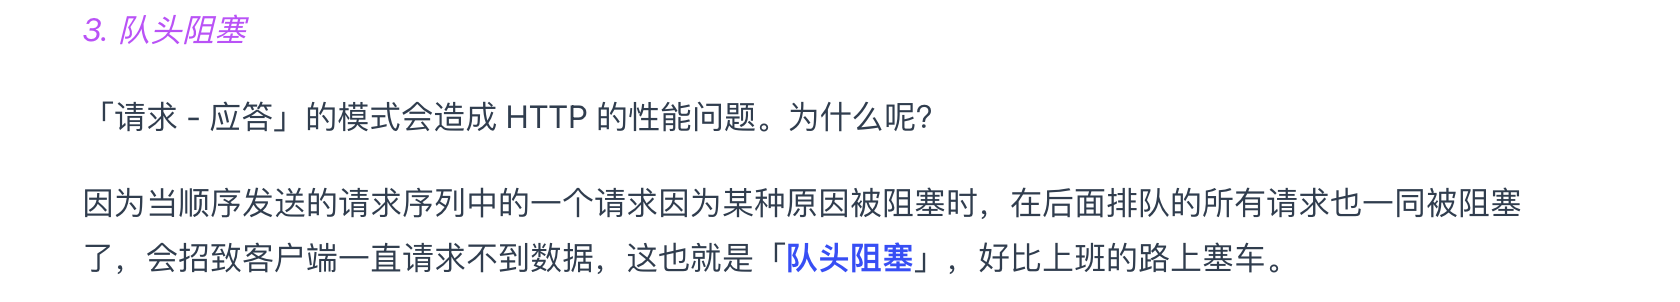 3. 队头阻塞
「请求 - 应答」的模式会造成 HTTP 的性能问题。为什么呢?
因为当顺序发送的请求序列中的一个请求因为某种原因被阻塞时，在后面排队的所有请求也一同被阻塞
了，会招致客户端一直请求不到数据，这也就是「队头阻塞」，好比上班的路上塞车。